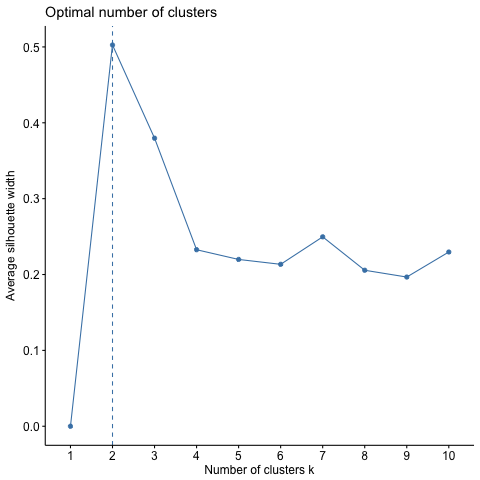 Optimal number of clusters
Average silhouette width
0.5
0.4
0.3
0.2
0.1
0.0
1 2 3 4 5 6 7 8 9 10
Number of clusters k